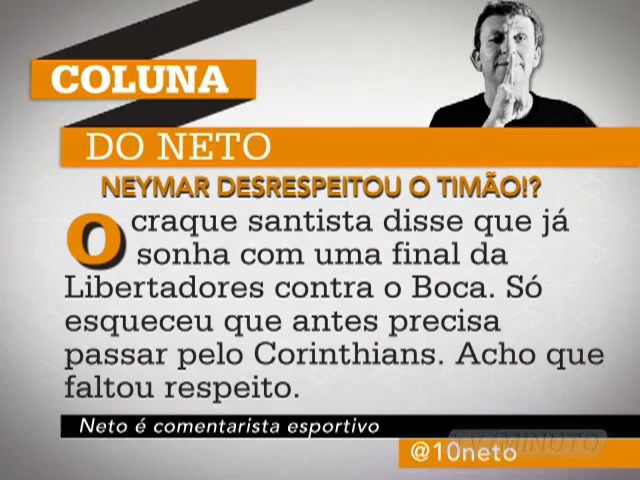 COLUNA
DO NETO
NEYMAR DESRESPEITOU O TIMÃO!?
O craque santista disse que já
sonha com uma final da
Libertadores contra o Boca. Só
esqueceu que antes precisa
passar pelo Corinthians. Acho que
faltou respeito.
Neto é comentarista esportivo
@10neto